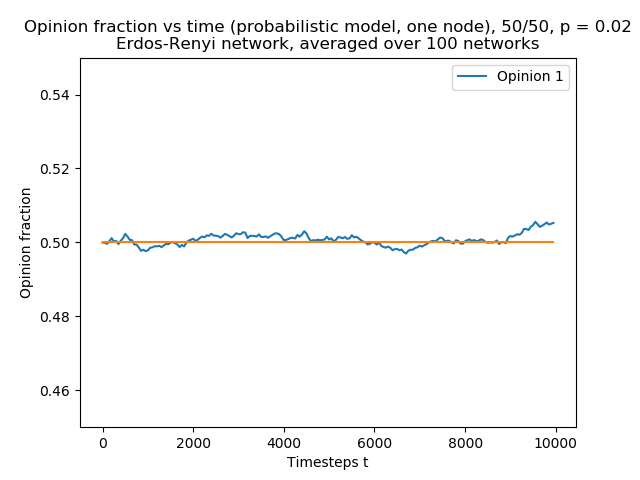 Opinion fraction vs time (probabilistic model, one node), 50/50, p = 0.02
Erdos-Renyi network, averaged over 100 networks
Opinion 1
0.54
0.52
0.50
0.48
0.46
Opinion fraction
0 2000 4000 6000 8000 10000
Timesteps t